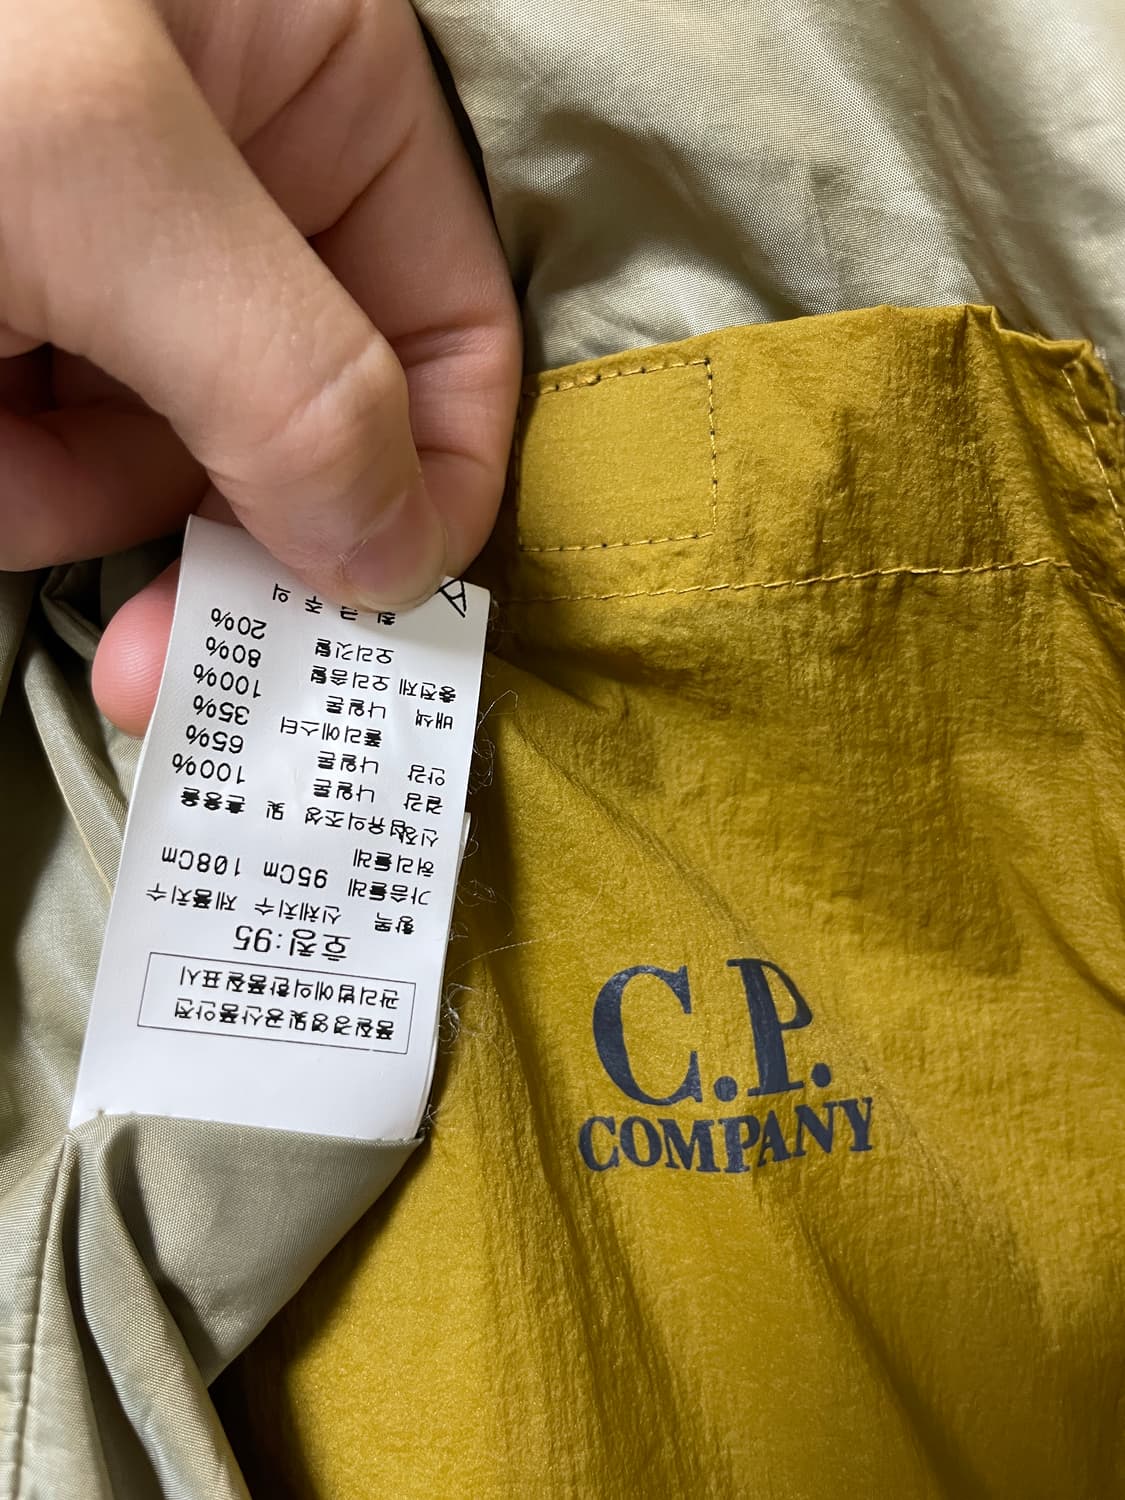 품질경영및공산품안전
관리법에의한품질표시
호칭:95
항목 신체치수 제품치수
가슴둘레 95Cm 108Cm
허리둘레
신장섬유의조성 및 혼용율
겉감 나일론 100%
안감 나일론 65%
폴리에스터 35%
배색 나일론 100%
충전재 오리솜털 80%
오리깃털 20%
취급주의
C.P.
COMPANY